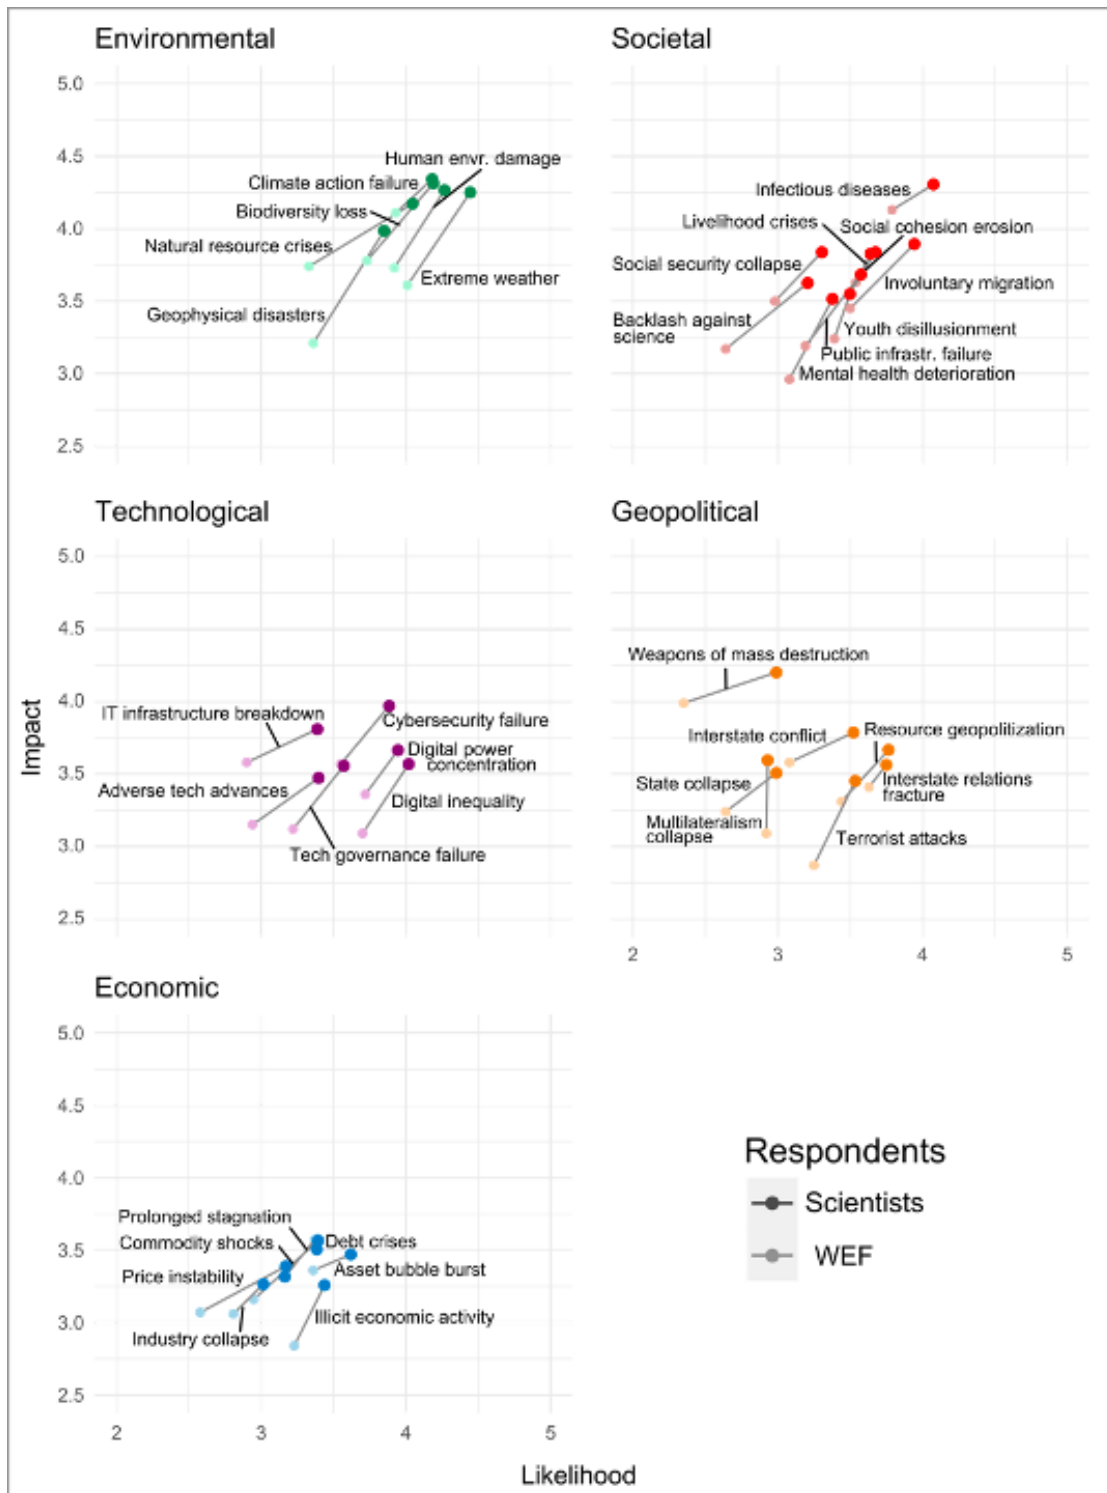 Environmental
5.0
4.5
4.0
3.5
3.0
2.5
Human envr. damage
Climate action failure
Biodiversity loss
Natural resource crises
Extreme weather
Geophysical disasters
Societal
Infectious diseases
Livelihood crises
Social cohesion erosion
Social security collapse
Involuntary migration
Backlash against
science
Youth disillusionment
Public infrastr. failure
Mental health deterioration
Technological
5.0
4.5
4.0
3.5
3.0
2.5
IT infrastructure breakdown
Cybersecurity failure
Digital power
concentration
Adverse tech advances
Digital inequality
Tech governance failure
Geopolitical
Weapons of mass destruction
Resource geopolitization
Interstate conflict
State collapse
Interstate relations
fracture
Multilateralism
collapse
Terrorist attacks
2
3
4
5
Impact
Economic
5.0
4.5
4.0
3.5
3.0
2.5
Prolonged stagnation
Commodity shocks
Debt crises
Price instability
Asset bubble burst
Industry collapse
Illicit economic activity
2
3
4
5
Likelihood
Respondents
Scientists
WEF